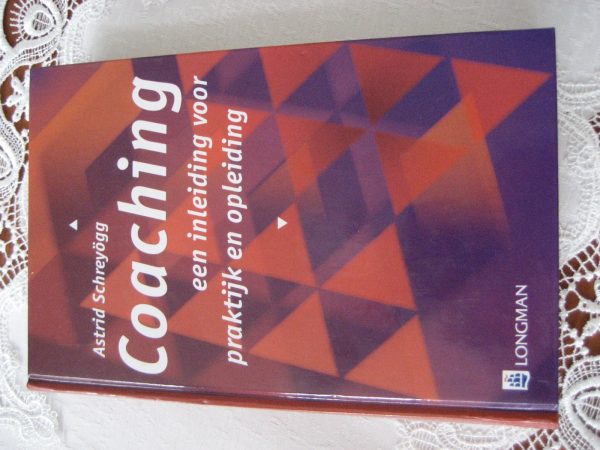 Astrid Schreyögg
Coaching
een inleiding voor
praktijk en opleiding
LONGMAN